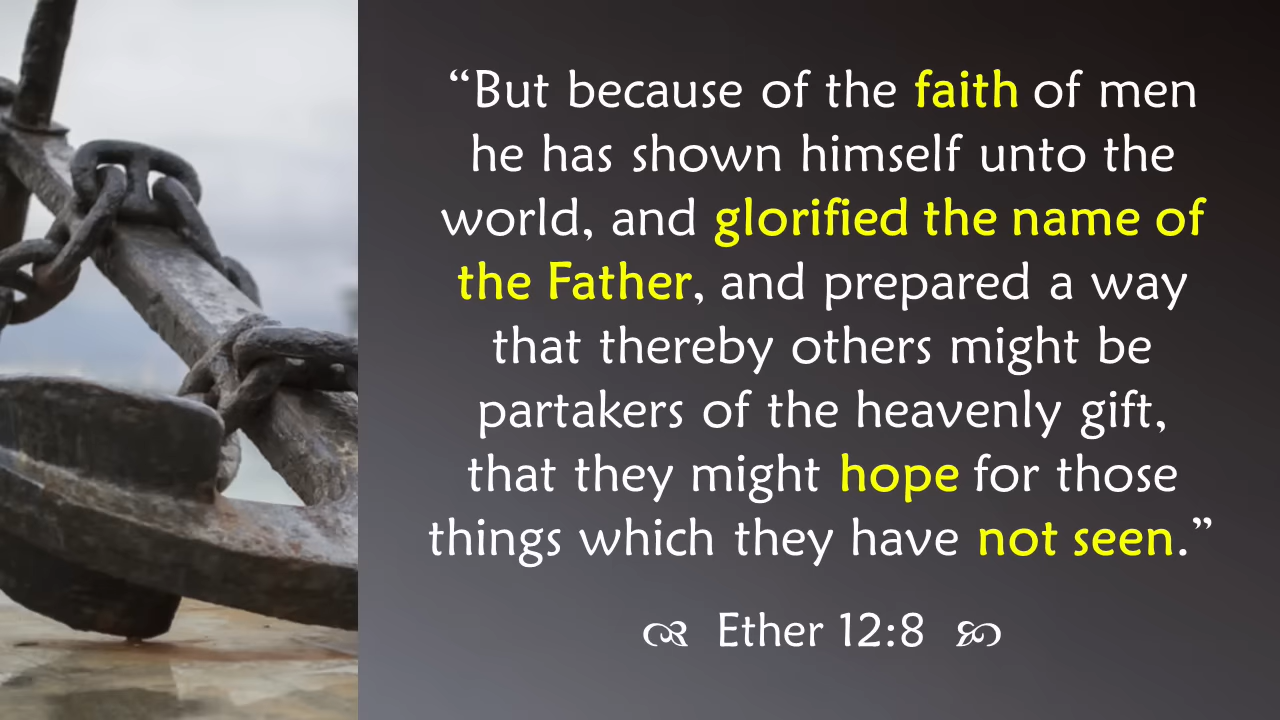 “But because of the faith of men
he has shown himself unto the
world, and glorified the name of
the Father, and prepared a way
that thereby others might be
partakers of the heavenly gift,
that they might hope for those
things which they have not seen.”
Ether 12:8